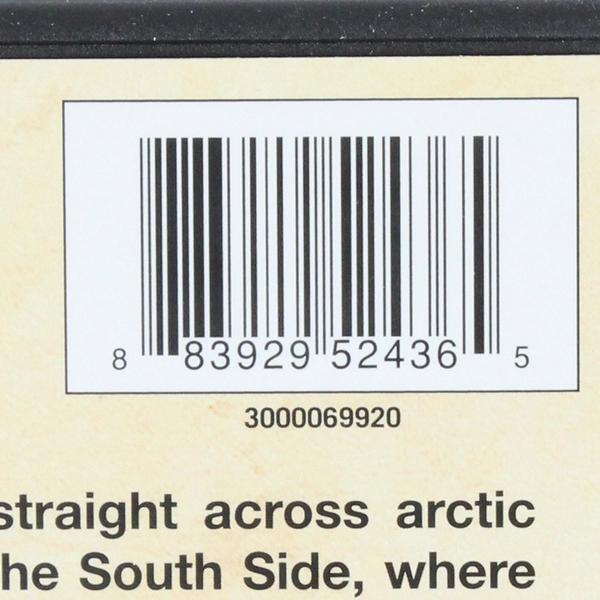 8 83929 52436 5
3000069920
straight across arctic
he South Side, where